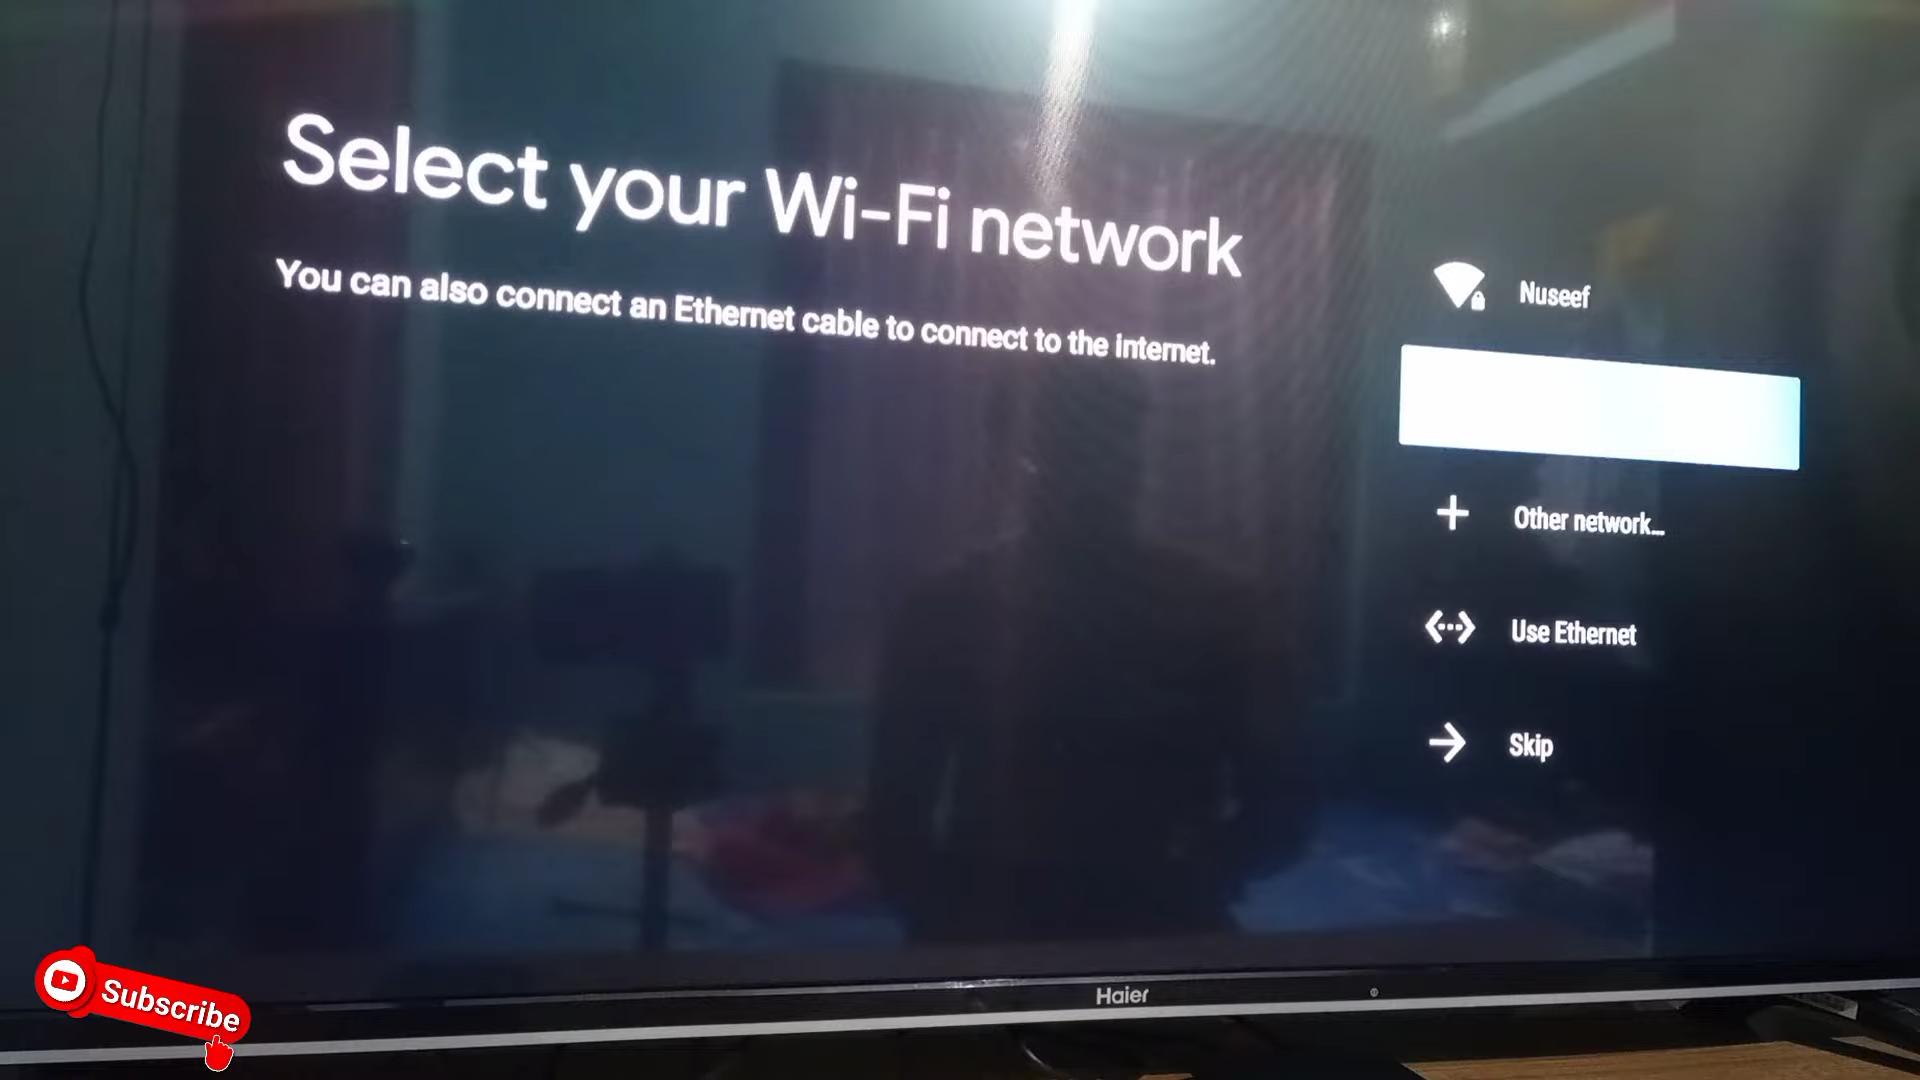 Select your Wi-Fi network
You can also connect an Ethernet cable to connect to the internet.
Nuseef
Other network...
Use Ethernet
Skip
Haier
Subscribe